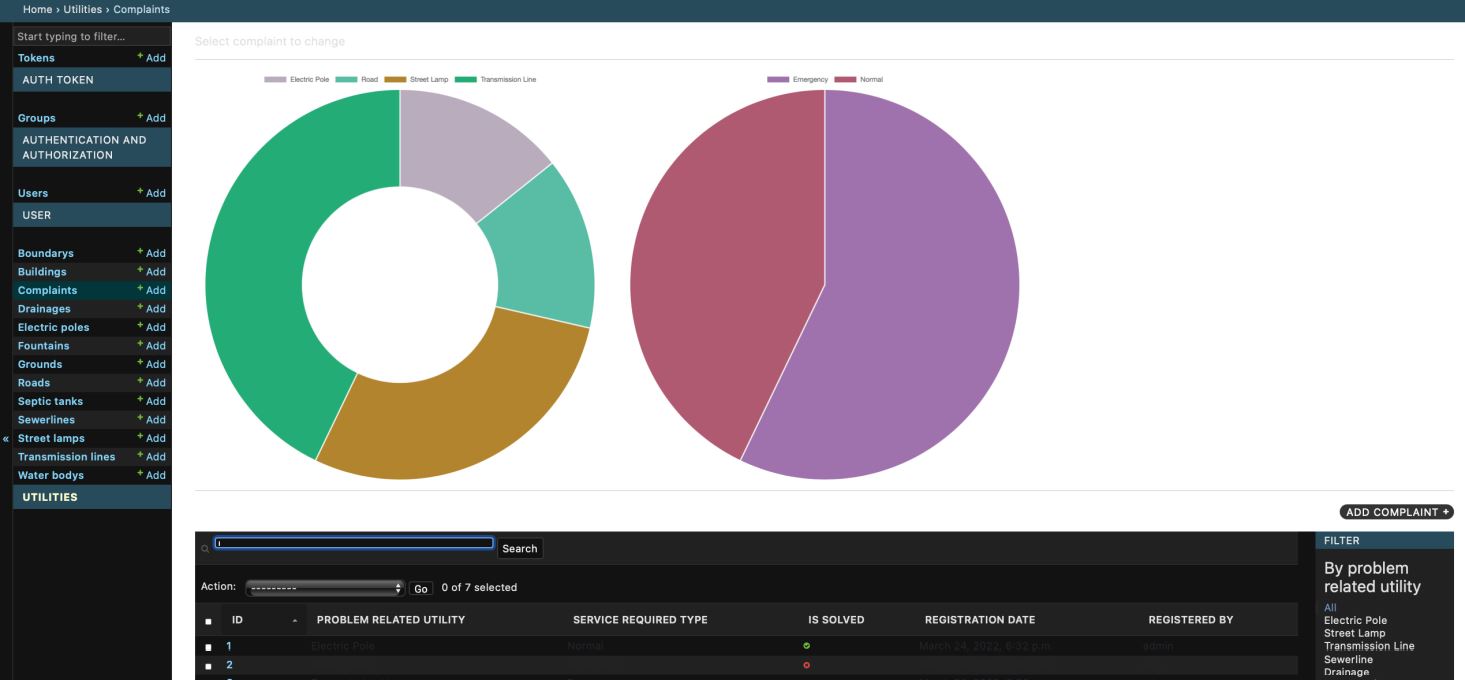 Home › Utilities › Complaints
Start typing to filter...
Tokens + Add
AUTH TOKEN
Groups + Add
AUTHENTICATION AND
AUTHORIZATION
Users + Add
USER
Boundarys + Add
Buildings + Add
Complaints + Add
Drainages + Add
Electric poles + Add
Fountains + Add
Grounds + Add
Roads + Add
Septic tanks + Add
Sewerlines + Add
« Street lamps + Add
Transmission lines + Add
Water bodys + Add
UTILITIES
Select complaint to change
Electric Pole Road Street Lamp Transmission Line
Emergency Normal
ADD COMPLAINT +
Search
Action: --------- Go 0 of 7 selected
ID PROBLEM RELATED UTILITY SERVICE REQUIRED TYPE IS SOLVED REGISTRATION DATE REGISTERED BY
1 Electric Pole Normal March 24, 2022, 6:32 p.m. admin
2
FILTER
By problem
related utility
All
Electric Pole
Street Lamp
Transmission Line
Sewerline
Drainage